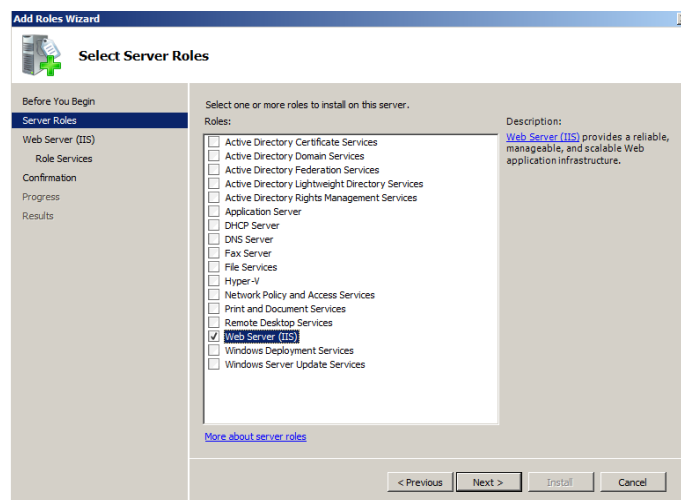 Add Roles Wizard
Select Server Roles
Before You Begin
Server Roles
Web Server (IIS)
Role Services
Confirmation
Progress
Results
Select one or more roles to install on this server.
Roles:
Active Directory Certificate Services
Active Directory Domain Services
Active Directory Federation Services
Active Directory Lightweight Directory Services
Active Directory Rights Management Services
Application Server
DHCP Server
DNS Server
Fax Server
File Services
Hyper-V
Network Policy and Access Services
Print and Document Services
Remote Desktop Services
Web Server (IIS)
Windows Deployment Services
Windows Server Update Services
More about server roles
Description:
Web Server (IIS) provides a reliable,
manageable, and scalable Web
application infrastructure.
< Previous
Next >
Install
Cancel